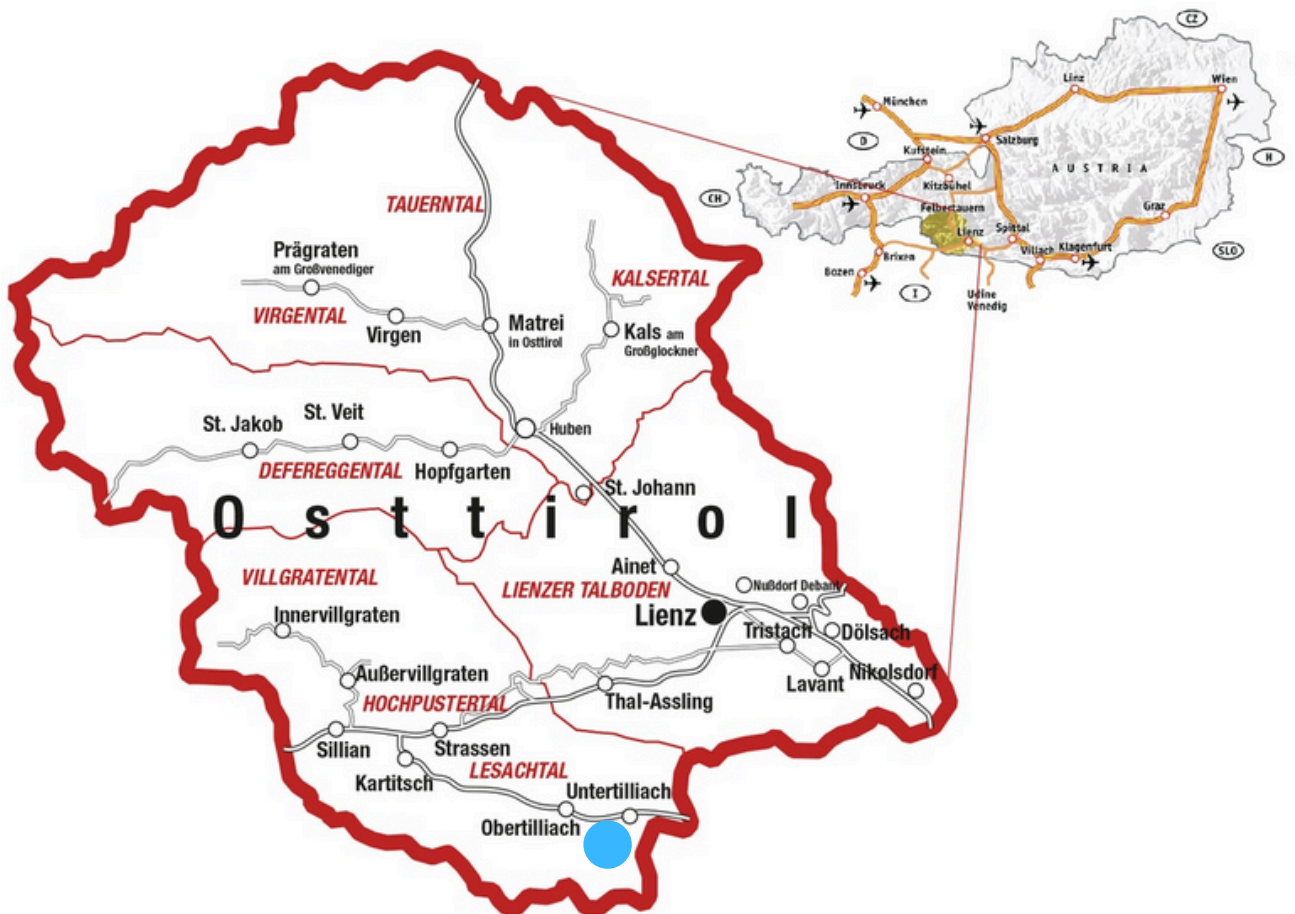 CZ
Linz
Wien
München
D
Salzburg
Kufstein
H
AUSTRIA
CH
Innsbruck
Kitzbühel
Felbertauern
Graz
Lienz
Spittal
Villach
Klagenfurt
SLO
Brixen
Bozen
I
Udine
Venedig
TAUERNTAL
Prägraten
am Großvenediger
KALSERTAL
VIRGENTAL
Virgen
Matrei
in Osttirol
Kals am
Großglockner
St. Jakob
St. Veit
Huben
DEFEREGGENTAL
Hopfgarten
St. Johann
Osttirol
Ainet
VILLGRATENTAL
LIENZER TALBODEN
Nußdorf Debant
Lienz
Innervillgraten
Tristach
Dölsach
Außervillgraten
Nikolsdorf
Lavant
HOCHPUSTERTAL
Thal-Assling
Sillian
Strassen
Kartitsch
LESACHTAL
Untertilliach
Obertilliach